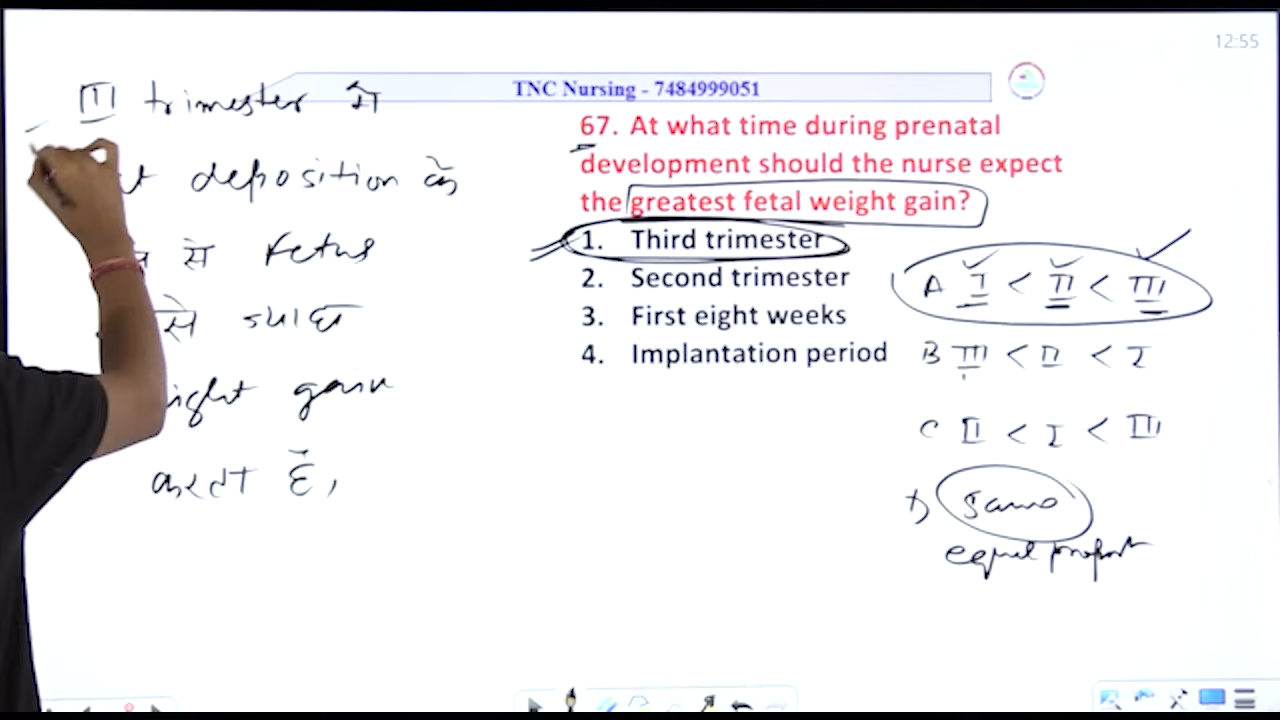 12:55
TNC Nursing - 7484999051
III trimester में
deposition के
से fetus
से ज्यादा
gain
करता है,
67. At what time during prenatal
development should the nurse expect
the greatest fetal weight gain?
1. Third trimester
2. Second trimester
3. First eight weeks
4. Implantation period
A I < II < III
B III < II < I
C II < I < III
D) same
equal